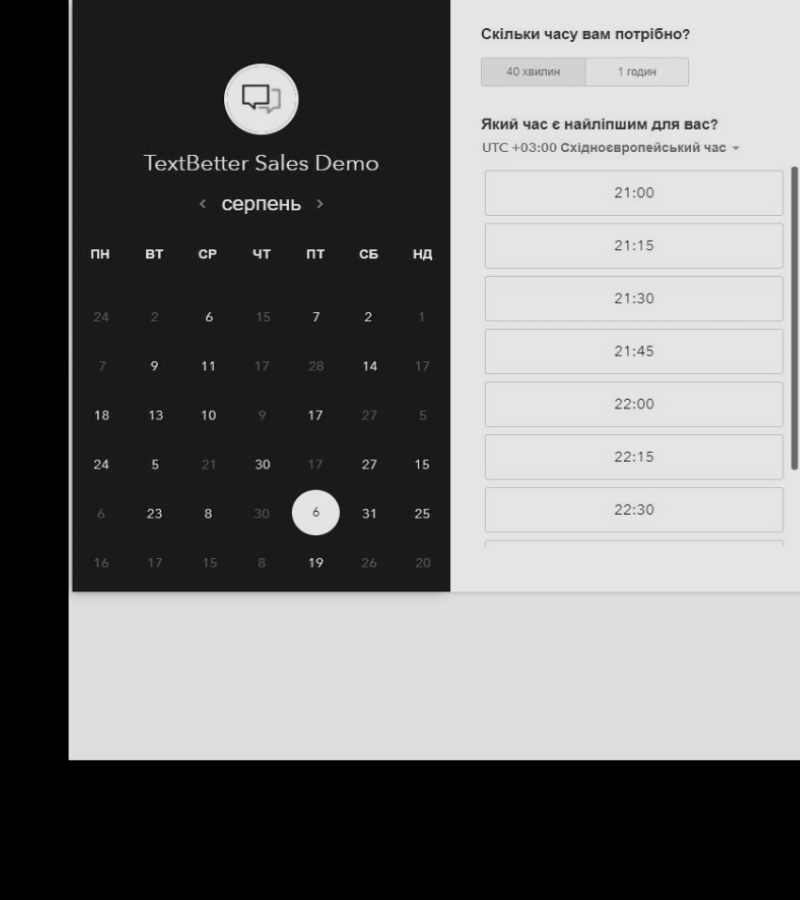 TextBetter Sales Demo
< серпень >
ПН ВТ СР ЧТ ПТ СБ НД
24 2 6 15 7 2 1
7 9 11 17 28 14 17
18 13 10 9 17 27 5
24 5 21 30 17 27 15
6 23 8 30 6 31 25
16 17 15 8 19 26 20
Скільки часу вам потрібно?
40 хвилин 1 годин
Який час є найліпшим для вас?
UTC +03:00 Східноєвропейський час
21:00
21:15
21:30
21:45
22:00
22:15
22:30